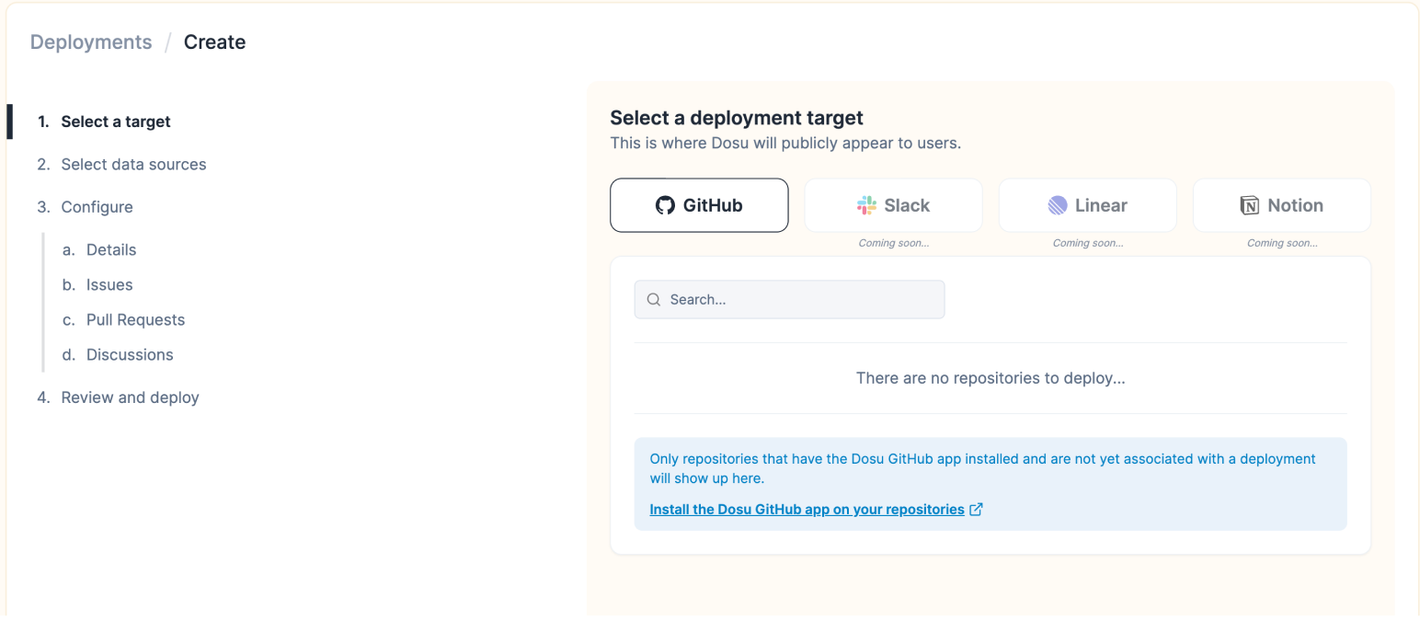 Deployments / Create
1. Select a target
2. Select data sources
3. Configure
a. Details
b. Issues
c. Pull Requests
d. Discussions
4. Review and deploy
Select a deployment target
This is where Dosu will publicly appear to users.
GitHub
Slack
Linear
Notion
Coming soon...
Coming soon...
Coming soon...
Search...
There are no repositories to deploy...
Only repositories that have the Dosu GitHub app installed and are not yet associated with a deployment
will show up here.
Install the Dosu GitHub app on your repositories